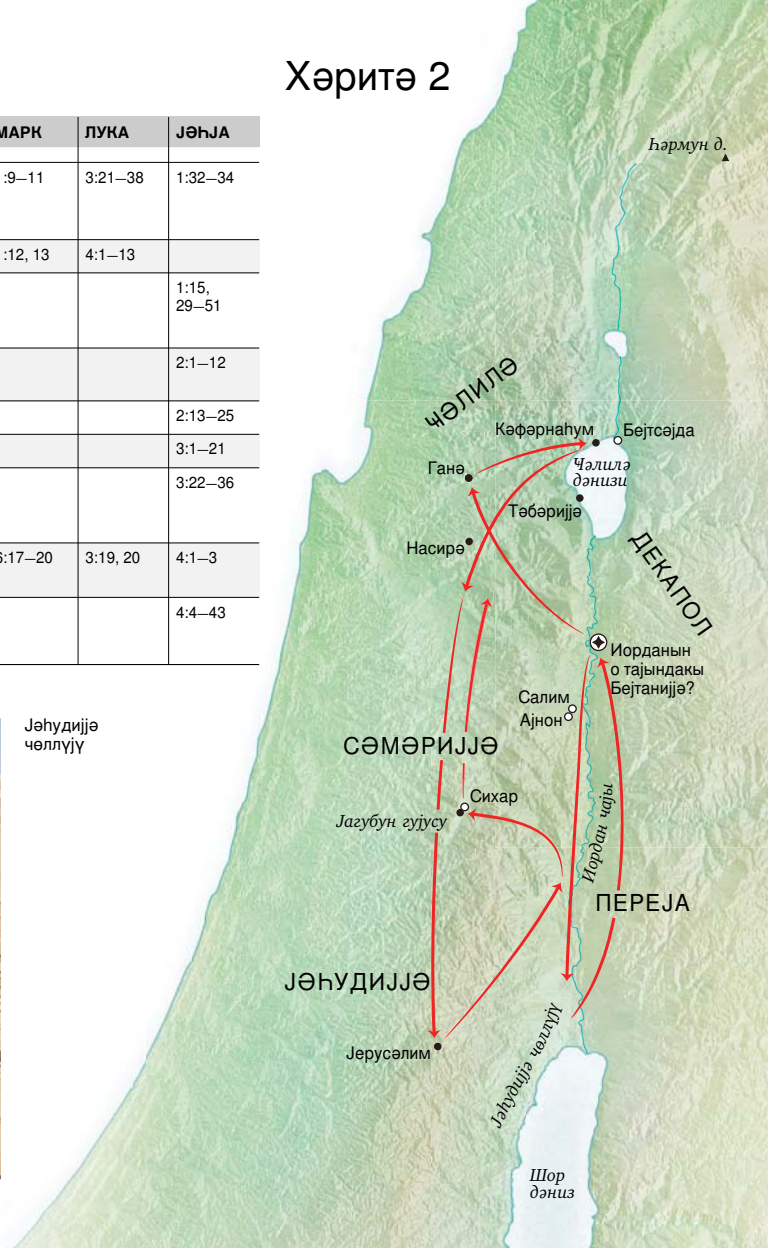 Хәритә 2
МАРК ЛУКА ЈӘҺЈА
:9—11 3:21—38 1:32—34
:12, 13 4:1—13
1:15,
29—51
2:1—12
2:13—25
3:1—21
3:22—36
6:17—20 3:19, 20 4:1—3
4:4—43
Јәһудијјә
чөллүјү
Һәрмун д.
ҸӘЛИЛӘ
Кәфәрнаһум
Бејтсәјда
Ганә
Ҹәлилә
дәнизи
Тәбәријјә
Насирә
ДЕКАПОЛ
Иорданын
о тајындакы
Бејтанијјә?
Салим
Ајнон
СӘМӘРИЈЈӘ
Сихар
Јагубун гујусу
Иордан чајы
ПЕРЕЈА
ЈӘҺУДИЈЈӘ
Јерусәлим
Јәһудијјә чөллүјү
Шор
дәниз